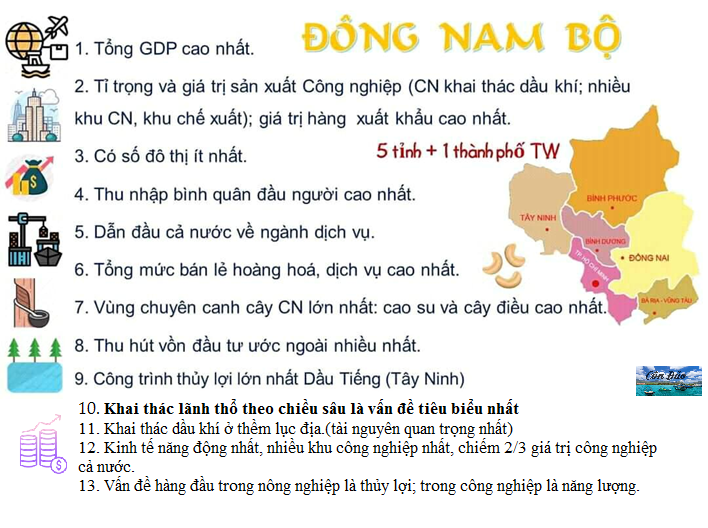 ĐÔNG NAM BỘ
1. Tổng GDP cao nhất.
2. Tỉ trọng và giá trị sản xuất Công nghiệp (CN khai thác dầu khí; nhiều
khu CN, khu chế xuất); giá trị hàng xuất khẩu cao nhất.
3. Có số đô thị ít nhất.
5 tỉnh + 1 thành phố TW
4. Thu nhập bình quân đầu người cao nhất.
5. Dẫn đầu cả nước về ngành dịch vụ.
6. Tổng mức bán lẻ hoàng hoá, dịch vụ cao nhất.
7. Vùng chuyên canh cây CN lớn nhất: cao su và cây điều cao nhất.
8. Thu hút vốn đầu tư ước ngoài nhiều nhất.
9. Công trình thủy lợi lớn nhất Dầu Tiếng (Tây Ninh)
10. Khai thác lãnh thổ theo chiều sâu là vấn đề tiêu biểu nhất
11. Khai thác dầu khí ở thềm lục địa.(tài nguyên quan trọng nhất)
12. Kinh tế năng động nhất, nhiều khu công nghiệp nhất, chiếm 2/3 giá trị công nghiệp
cả nước.
13. Vấn đề hàng đầu trong nông nghiệp là thủy lợi; trong công nghiệp là năng lượng.
BÌNH PHƯỚC
TÂY NINH
BÌNH DƯƠNG
ĐỒNG NAI
TP. HỒ CHÍ MINH
BÀ RỊA - VŨNG TÀU
Côn Đảo